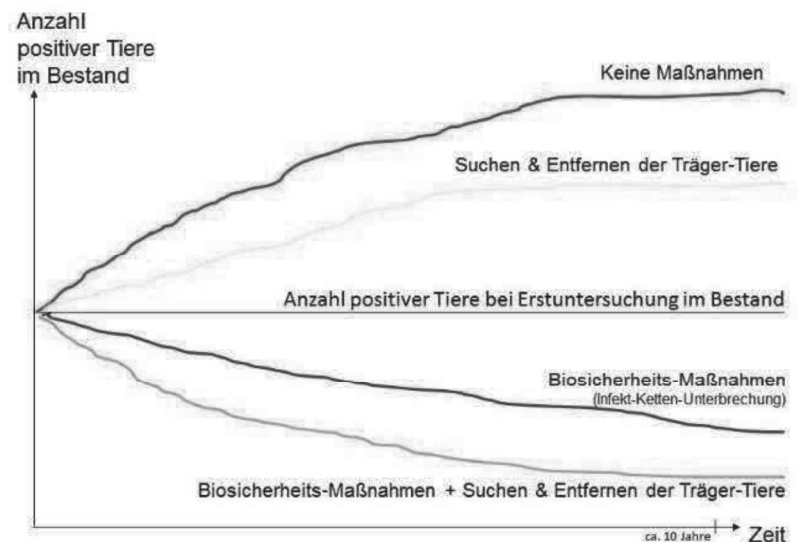 Anzahl
positiver Tiere
im Bestand
Keine Maßnahmen
Suchen & Entfernen der Träger-Tiere
Anzahl positiver Tiere bei Erstuntersuchung im Bestand
Biosicherheits-Maßnahmen
(Infekt-Ketten-Unterbrechung)
Biosicherheits-Maßnahmen + Suchen & Entfernen der Träger-Tiere
ca. 10 Jahre
Zeit